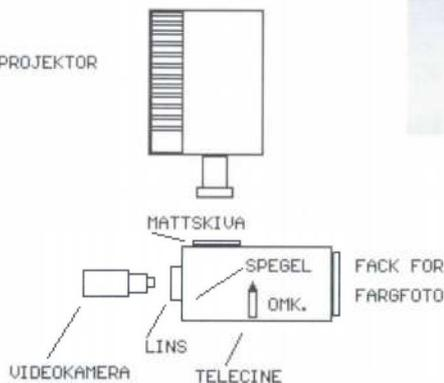 PROJEKTOR
MATTSKIVA
SPEGEL
FACK FOR
FARGFOTO
OMK.
LINS
VIDEOKAMERA
TELECINE